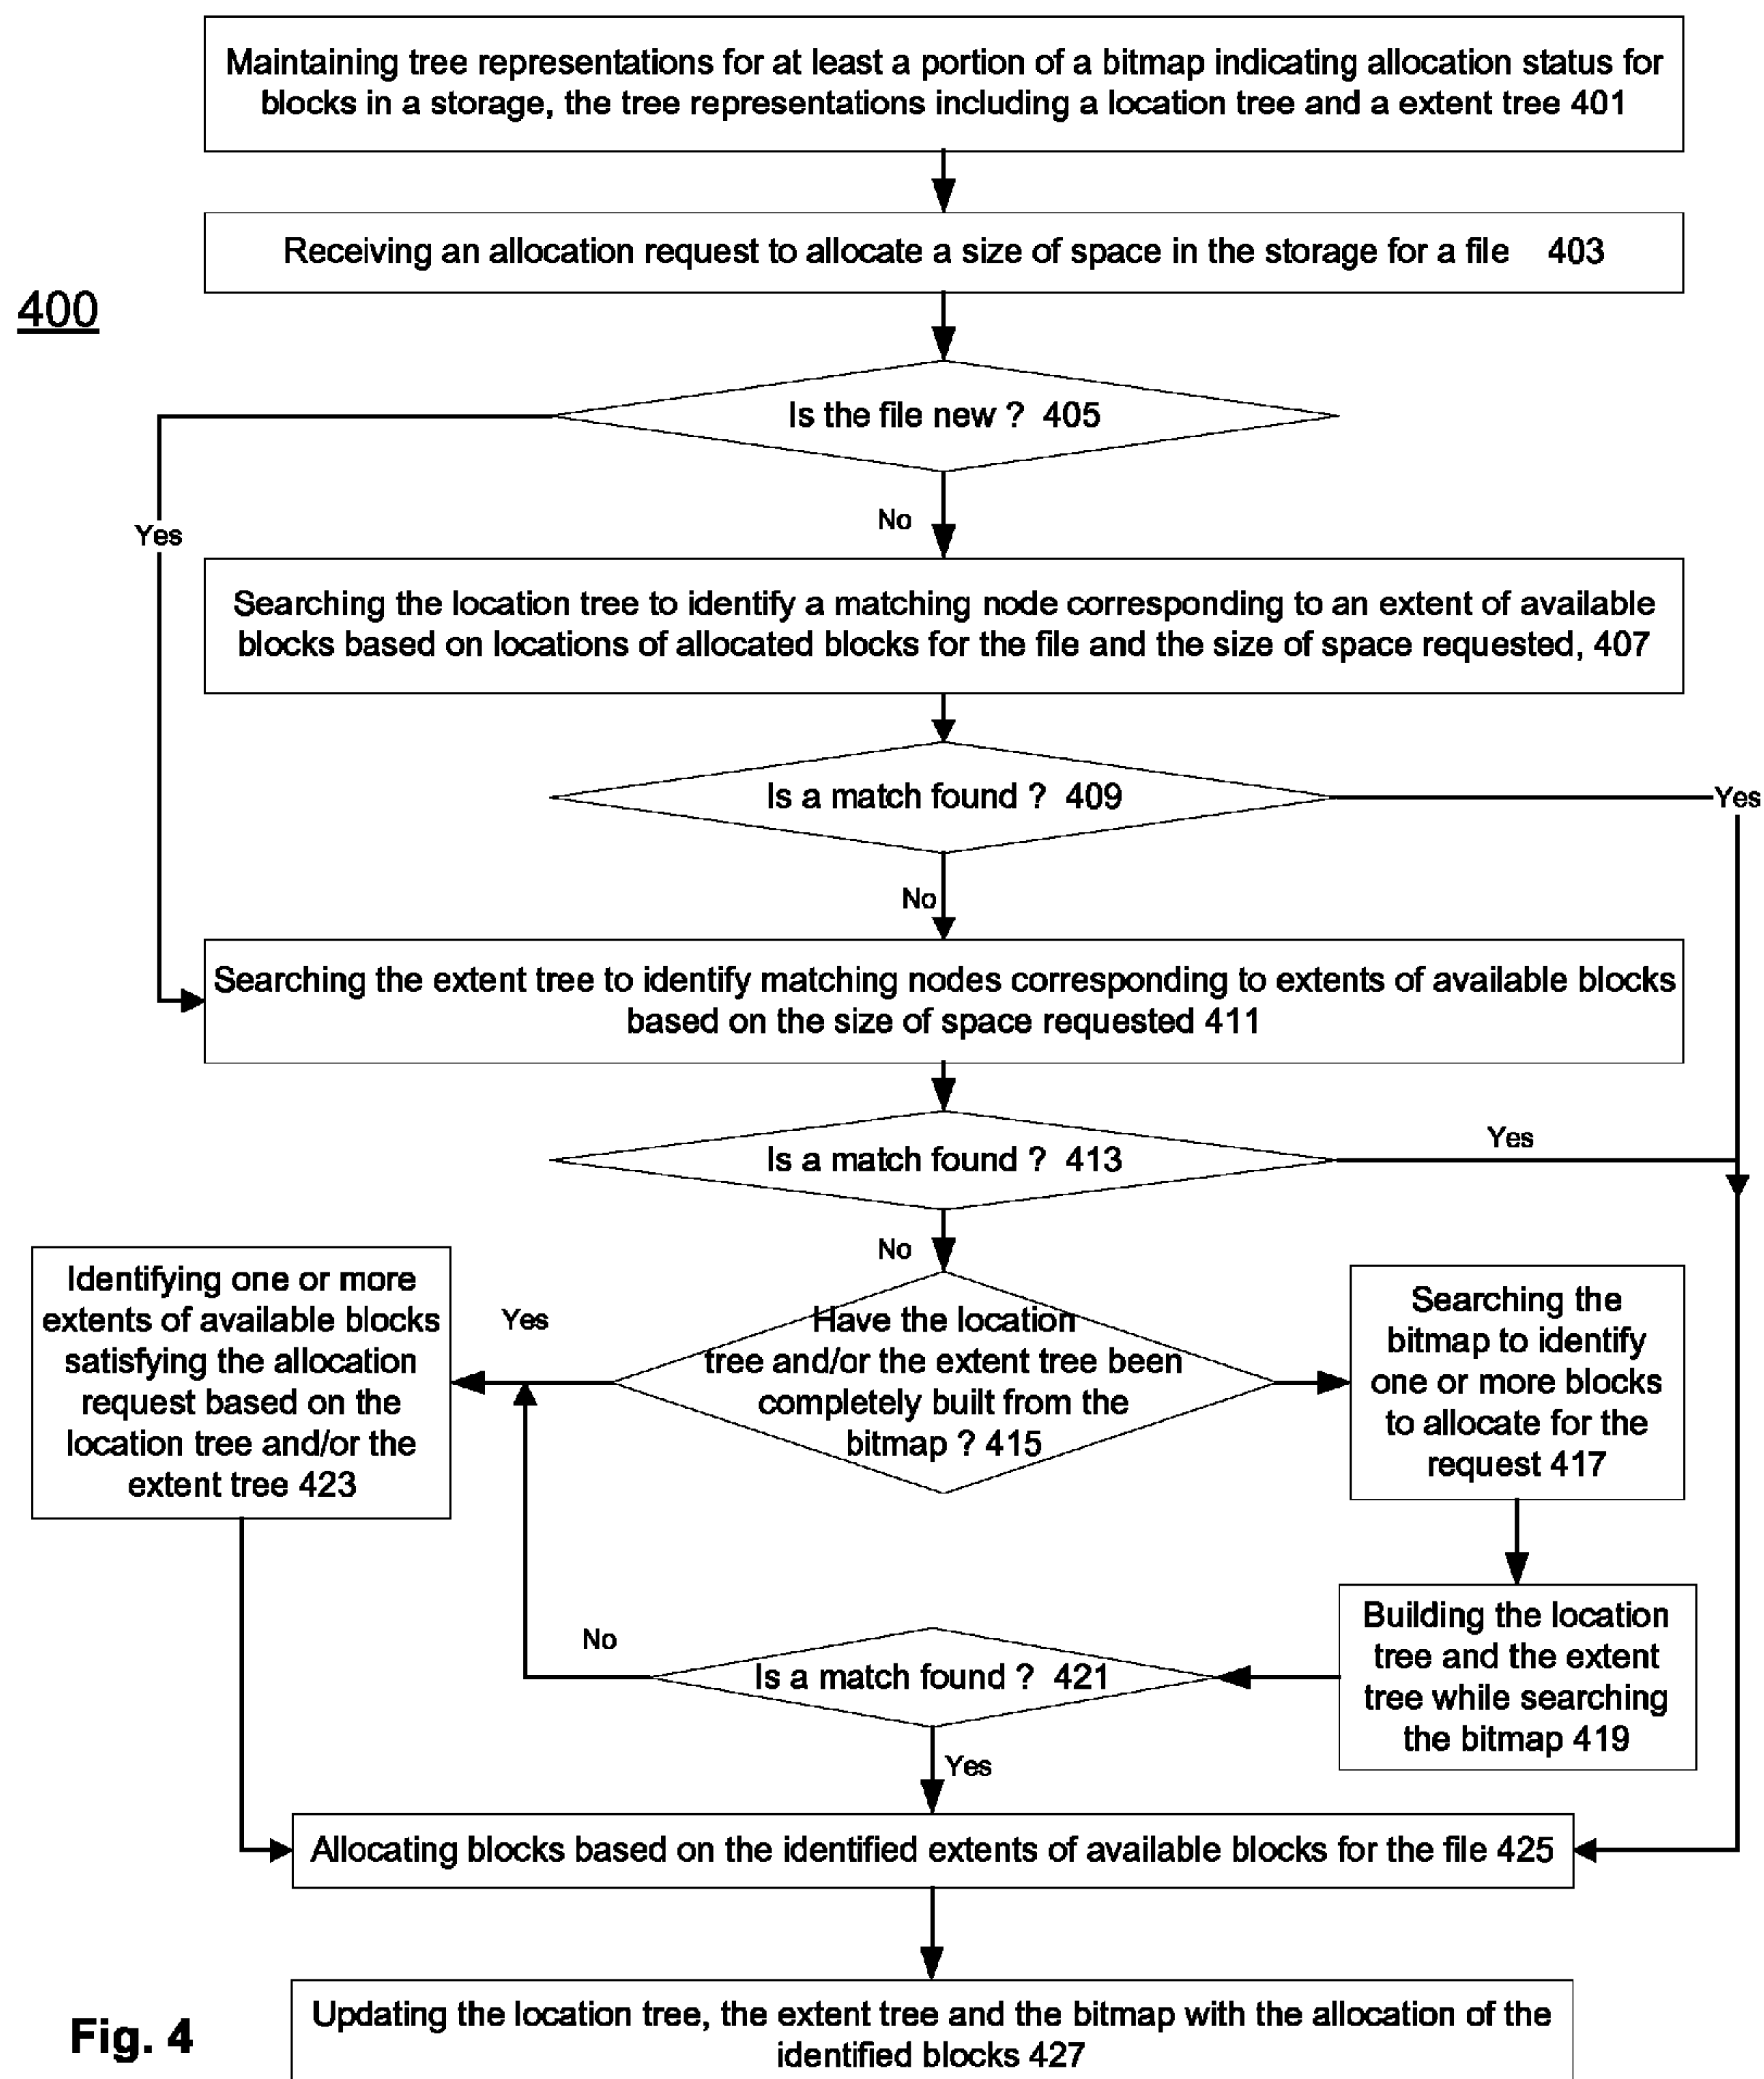 Maintaining tree representations for at least a portion of a bitmap indicating allocation status for
blocks in a storage, the tree representations including a location tree and a extent tree 401
Receiving an allocation request to allocate a size of space in the storage for a file 403
400
Is the file new ? 405
Yes
No
Searching the location tree to identify a matching node corresponding to an extent of available
blocks based on locations of allocated blocks for the file and the size of space requested, 407
Is a match found ? 409
Yes
No
Searching the extent tree to identify matching nodes corresponding to extents of available blocks
based on the size of space requested 411
Is a match found ? 413
Yes
No
Identifying one or more
extents of available blocks
satisfying the allocation
request based on the
location tree and/or the
extent tree 423
Yes
Have the location
tree and/or the extent tree been
completely built from the
bitmap ? 415
Searching the
bitmap to identify
one or more blocks
to allocate for the
request 417
Building the location
tree and the extent
tree while searching
the bitmap 419
No
Is a match found ? 421
Yes
Allocating blocks based on the identified extents of available blocks for the file 425
Updating the location tree, the extent tree and the bitmap with the allocation of the
identified blocks 427
Fig. 4